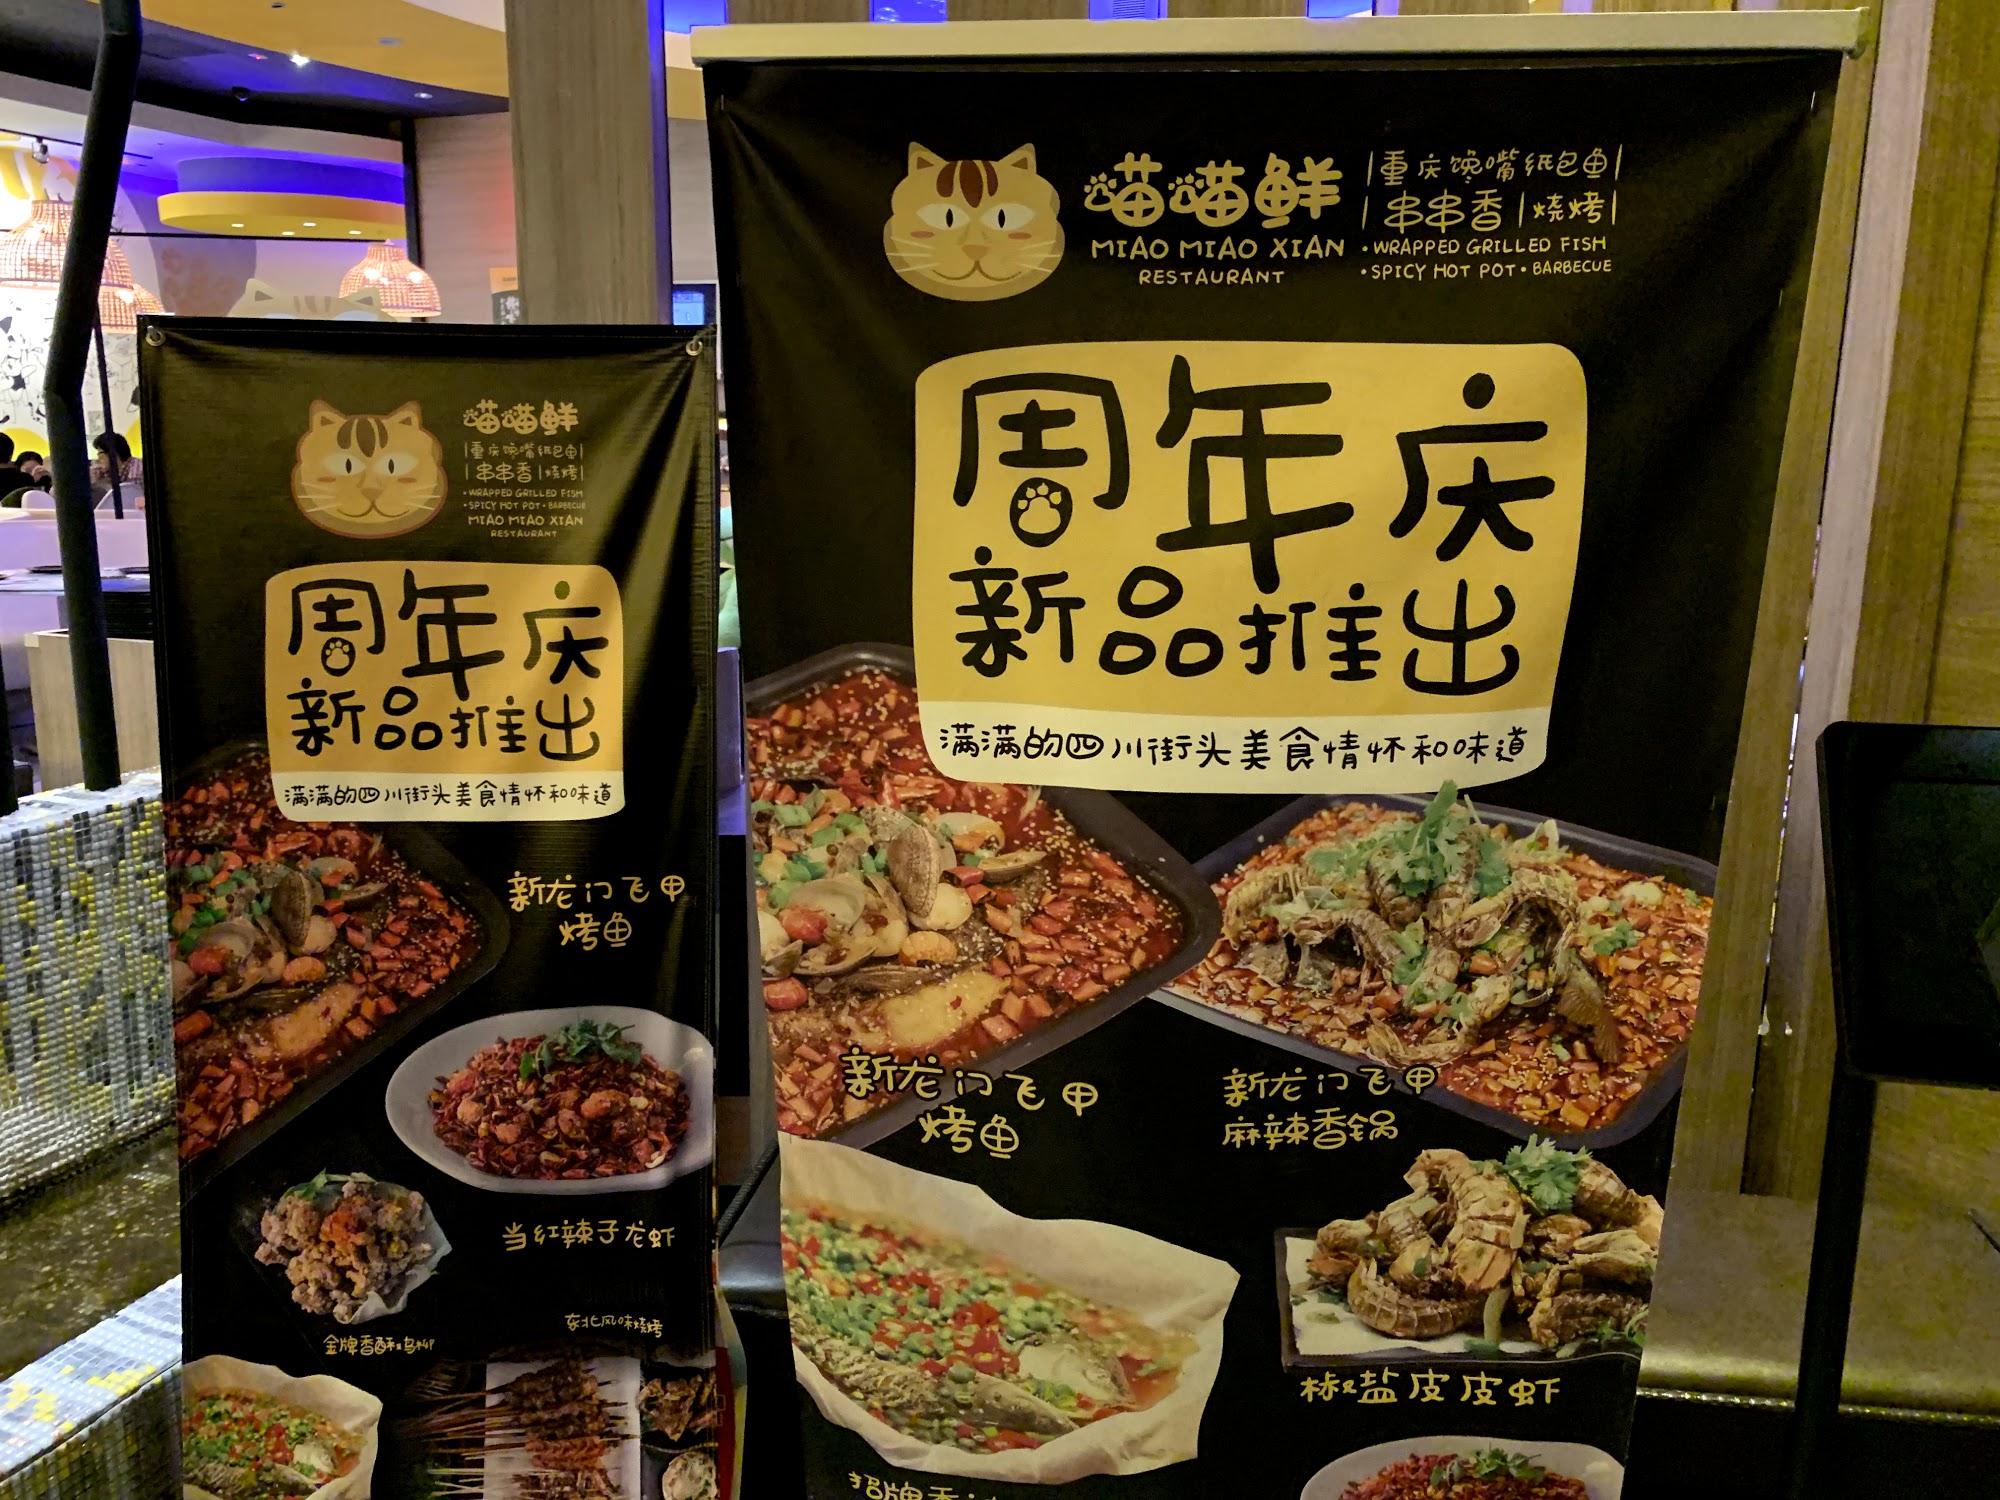 喵喵鲜
|重庆馋嘴纸包鱼|
|串串香|烧烤|
• WRAPPED GRILLED FISH
• SPICY HOT POT • BARBECUE
MIAO MIAO XIAN
RESTAURANT
周年庆
新品推出
满满的四川街头美食情怀和味道
新龙门飞甲
烤鱼
当红辣子龙虾
东北风味烧烤
喵喵鲜
MIAO MIAO XIAN
RESTAURANT
|重庆馋嘴纸包鱼|
|串串香|烧烤|
• WRAPPED GRILLED FISH
• SPICY HOT POT • BARBECUE
周年庆
新品推出
满满的四川街头美食情怀和味道
新龙门飞甲
烤鱼
新龙门飞甲
麻辣香锅
椒盐皮皮虾
招牌香